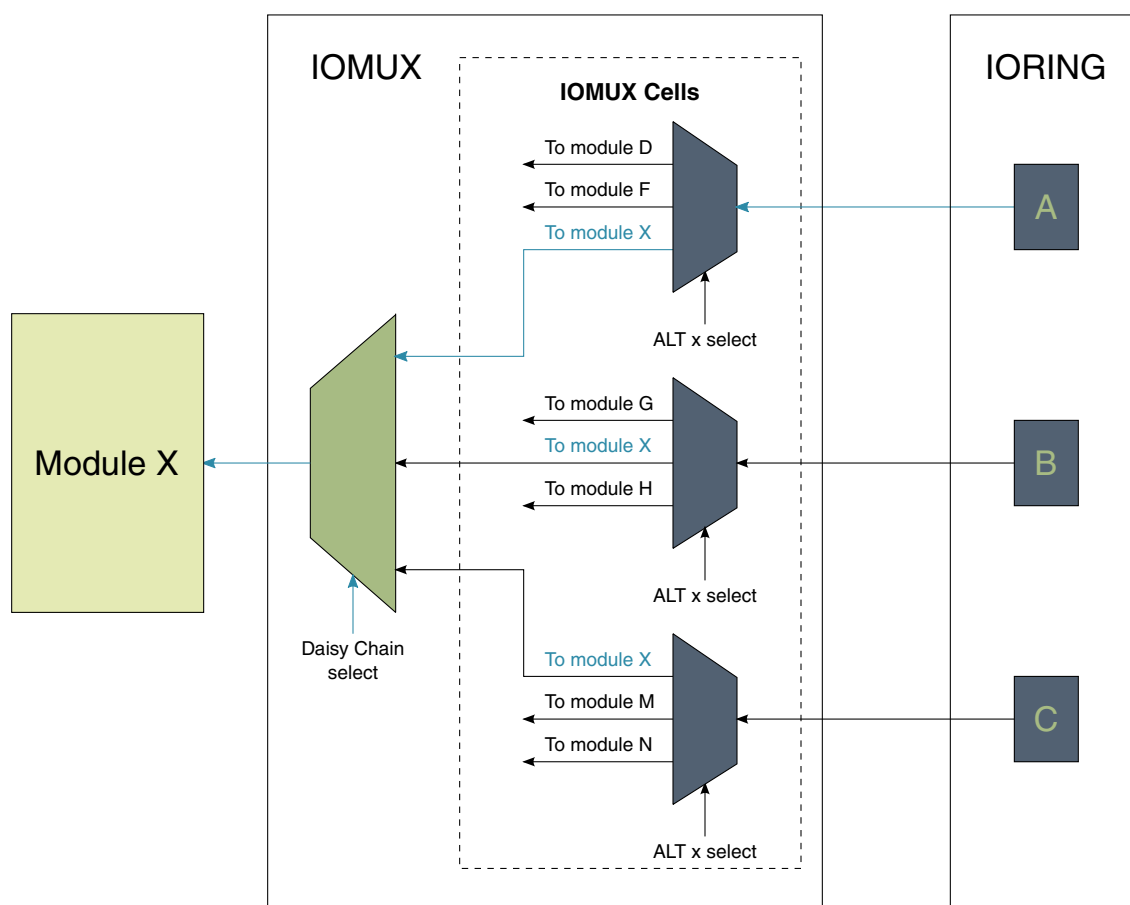 IOMUX
IORING
IOMUX Cells
To module D
To module F
To module X
A
ALT x select
To module G
To module X
To module H
B
Module X
ALT x select
Daisy Chain
select
To module X
To module M
To module N
C
ALT x select